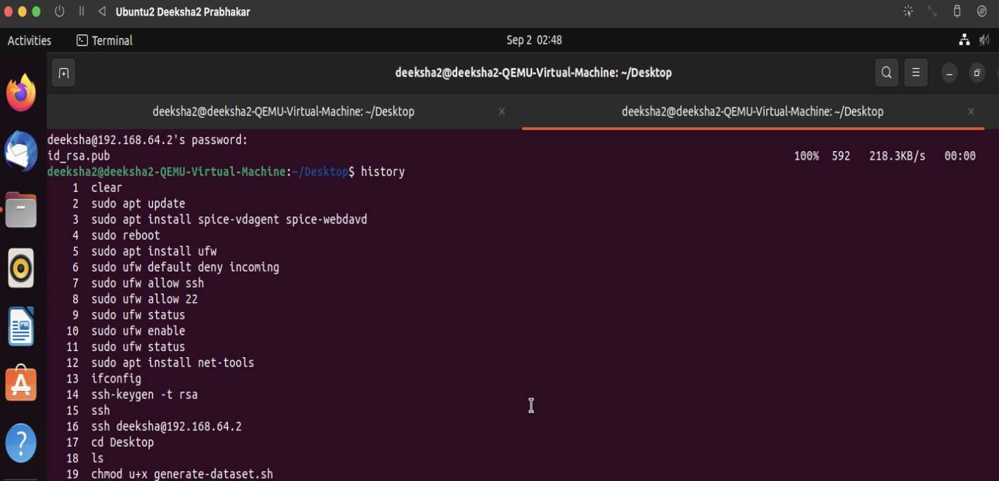 Ubuntu2 Deeksha2 Prabhakar
Activities Terminal Sep 2 02:48
deeksha2@deeksha2-QEMU-Virtual-Machine: ~/Desktop
deeksha2@deeksha2-QEMU-Virtual-Machine: ~/Desktop × deeksha2@deeksha2-QEMU-Virtual-Machine: ~/Desktop ×
deeksha@192.168.64.2's password:
id_rsa.pub 100% 592 218.3KB/s 00:00
deeksha2@deeksha2-QEMU-Virtual-Machine:~/Desktop$ history
1 clear
2 sudo apt update
3 sudo apt install spice-vdagent spice-webdavd
4 sudo reboot
5 sudo apt install ufw
6 sudo ufw default deny incoming
7 sudo ufw allow ssh
8 sudo ufw allow 22
9 sudo ufw status
10 sudo ufw enable
11 sudo ufw status
12 sudo apt install net-tools
13 ifconfig
14 ssh-keygen -t rsa
15 ssh
16 ssh deeksha@192.168.64.2
17 cd Desktop
18 ls
19 chmod u+x generate-dataset.sh